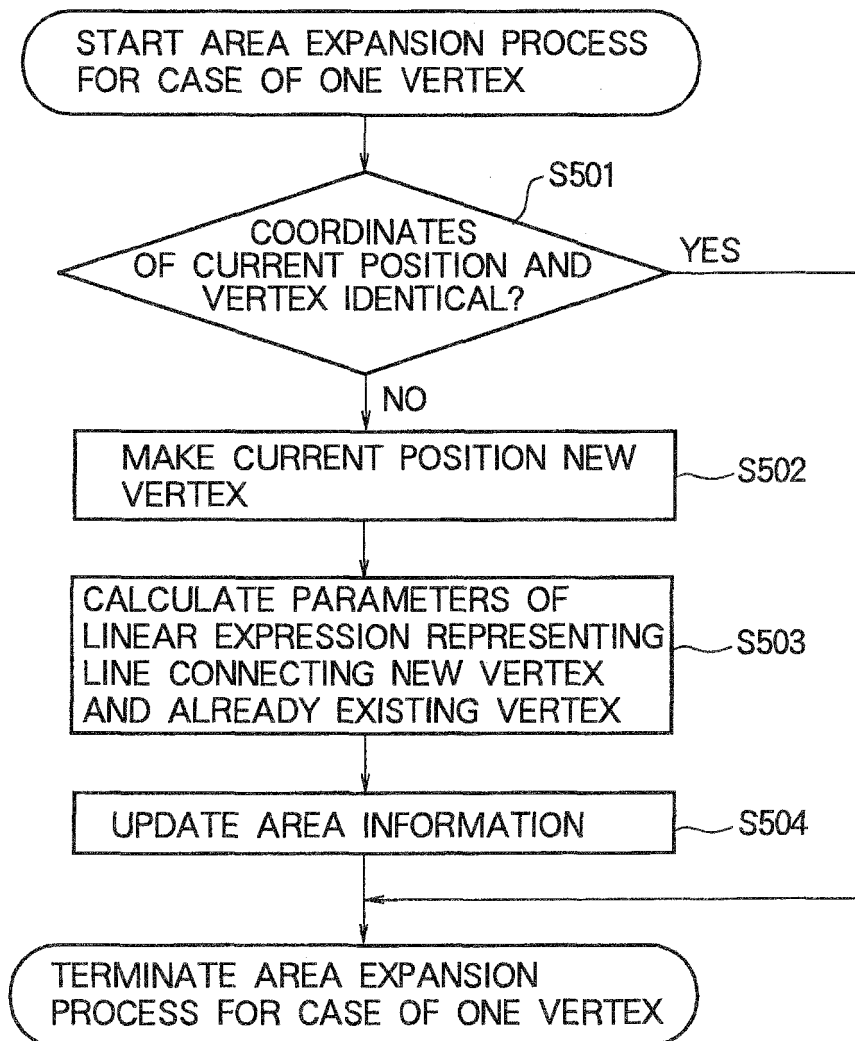 START AREA EXPANSION PROCESS
FOR CASE OF ONE VERTEX
S501
COORDINATES
OF CURRENT POSITION AND
VERTEX IDENTICAL?
YES
NO
MAKE CURRENT POSITION NEW
VERTEX
S502
CALCULATE PARAMETERS OF
LINEAR EXPRESSION REPRESENTING
LINE CONNECTING NEW VERTEX
AND ALREADY EXISTING VERTEX
S503
UPDATE AREA INFORMATION
S504
TERMINATE AREA EXPANSION
PROCESS FOR CASE OF ONE VERTEX